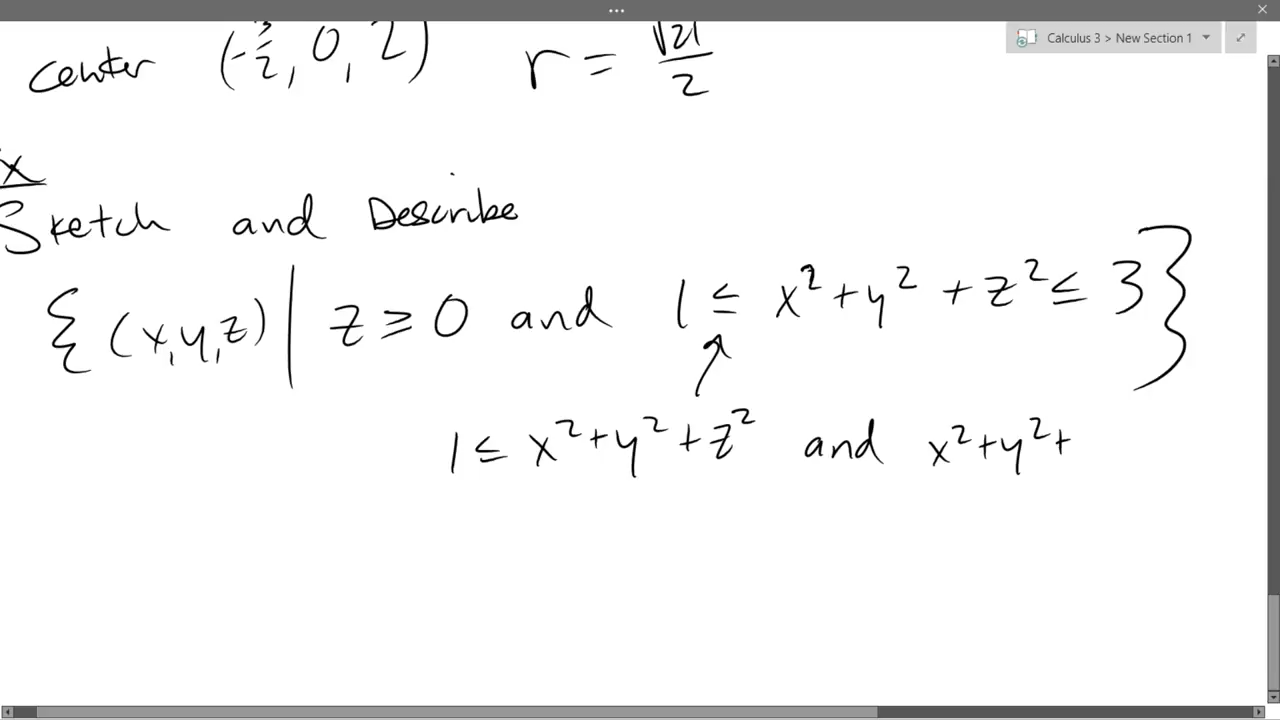 Calculus 3 > New Section 1
center (-3/2, 0, 2) r = √21/2
x
Sketch and Describe
{ (x,y,z) | z ≥ 0 and 1 ≤ x² + y² + z² ≤ 3 }
1 ≤ x² + y² + z² and x² + y² +